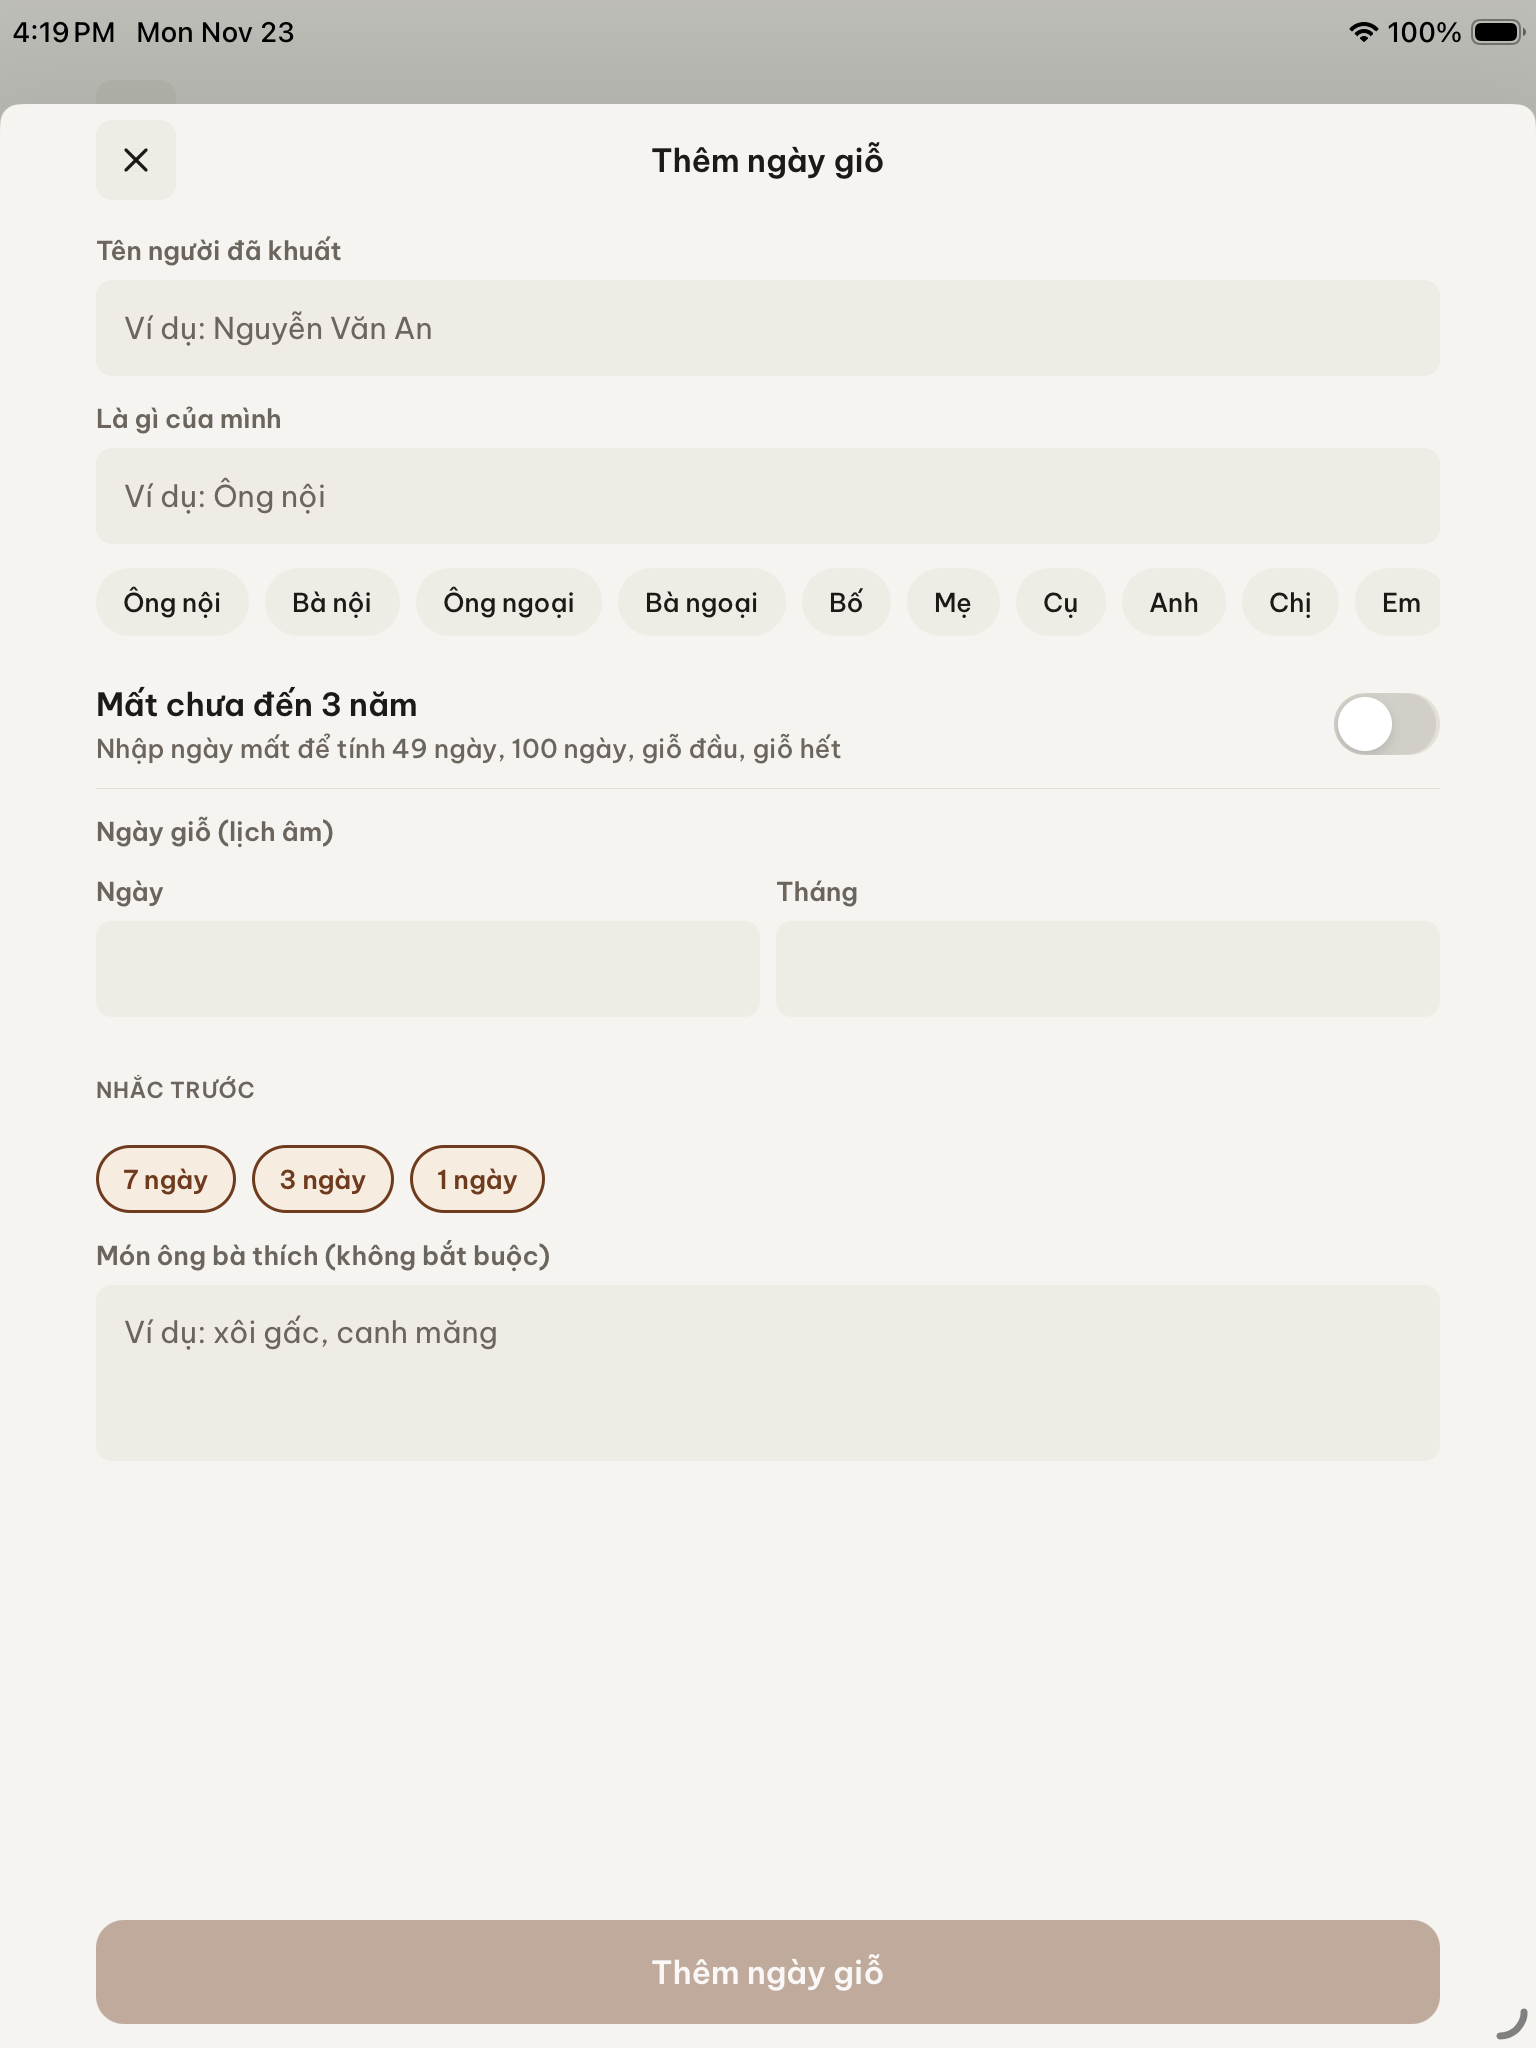 4:19 PM Mon Nov 23 100%
Thêm ngày giỗ
Tên người đã khuất
Ví dụ: Nguyễn Văn An
Là gì của mình
Ví dụ: Ông nội
Ông nội Bà nội Ông ngoại Bà ngoại Bố Mẹ Cụ Anh Chị Em
Mất chưa đến 3 năm
Nhập ngày mất để tính 49 ngày, 100 ngày, giỗ đầu, giỗ hết
Ngày giỗ (lịch âm)
Ngày Tháng
NHẮC TRƯỚC
7 ngày 3 ngày 1 ngày
Món ông bà thích (không bắt buộc)
Ví dụ: xôi gấc, canh măng
Thêm ngày giỗ